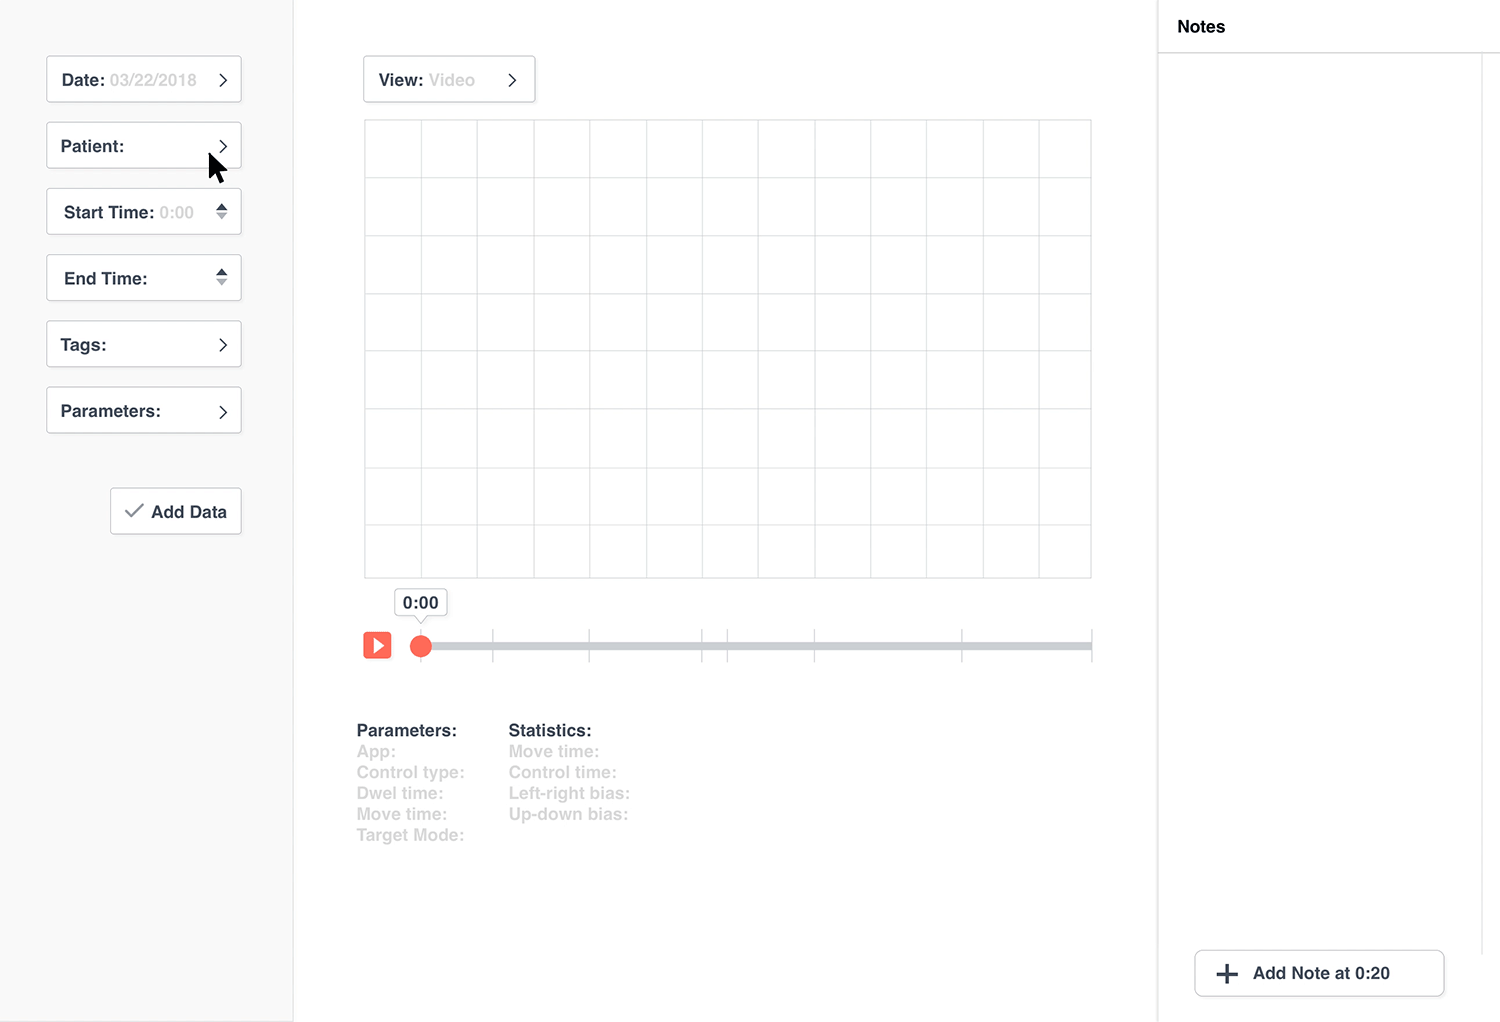 Date: 03/22/2018
Patient:
Start Time: 0:00
End Time:
Tags:
Parameters:
Add Data
View: Video
0:00
Parameters:
App:
Control type:
Dwel time:
Move time:
Target Mode:
Statistics:
Move time:
Control time:
Left-right bias:
Up-down bias:
Notes
Add Note at 0:20